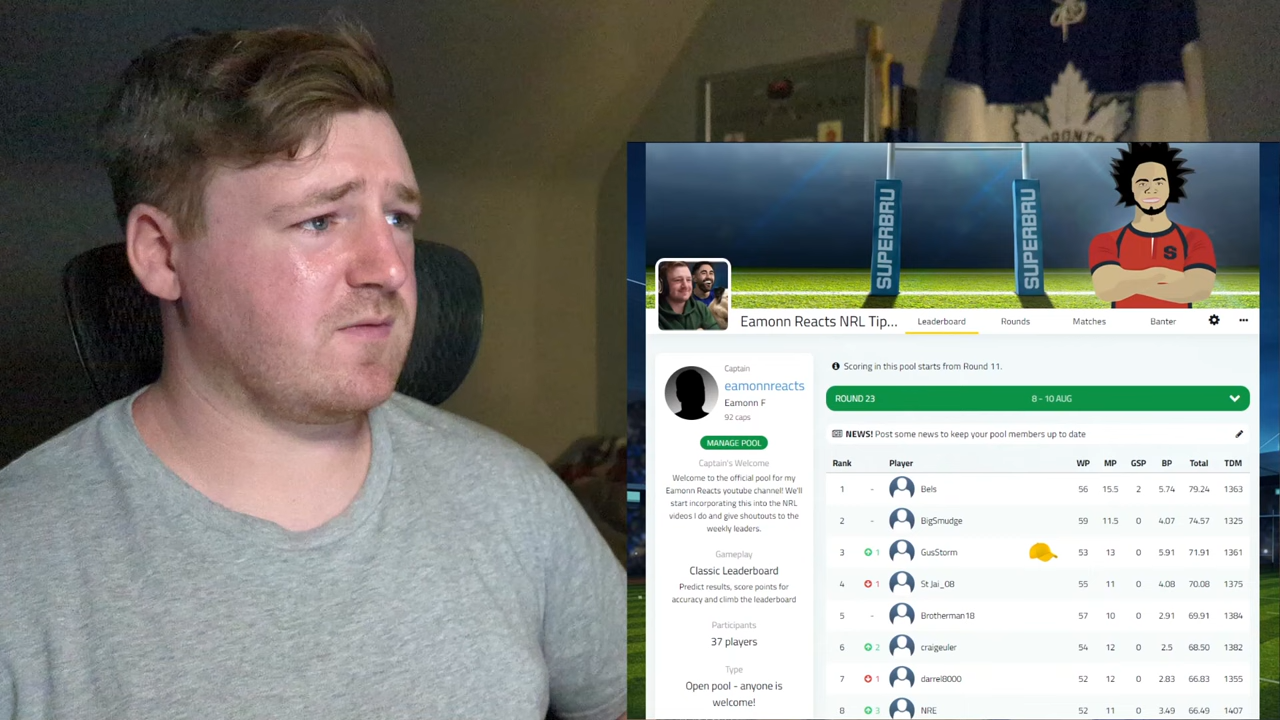 TORONTO
SUPERBRU
SUPERBRU
S
Eamonn Reacts NRL Tip...
Leaderboard
Rounds
Matches
Banter
Captain
eamonnreacts
Eamonn F
92 caps
MANAGE POOL
Captain's Welcome
Welcome to the official pool for my
Eamonn Reacts youtube channel! We'll
start incorporating this into the NRL
videos I do and give shoutouts to the
weekly leaders.
Gameplay
Classic Leaderboard
Predict results, score points for
accuracy and climb the leaderboard
Participants
37 players
Type
Open pool - anyone is
welcome!
Scoring in this pool starts from Round 11.
ROUND 23 8 - 10 AUG
NEWS! Post some news to keep your pool members up to date
Rank Player WP MP GSP BP Total TDM
1 - Bels 56 15.5 2 5.74 79.24 1363
2 - BigSmudge 59 11.5 0 4.07 74.57 1325
3 1 GusStorm 53 13 0 5.91 71.91 1361
4 1 St Jai_08 55 11 0 4.08 70.08 1375
5 - Brotherman18 57 10 0 2.91 69.91 1384
6 2 craigeuler 54 12 0 2.5 68.50 1382
7 1 darrel8000 52 12 0 2.83 66.83 1355
8 3 NRE 52 11 0 3.49 66.49 1407